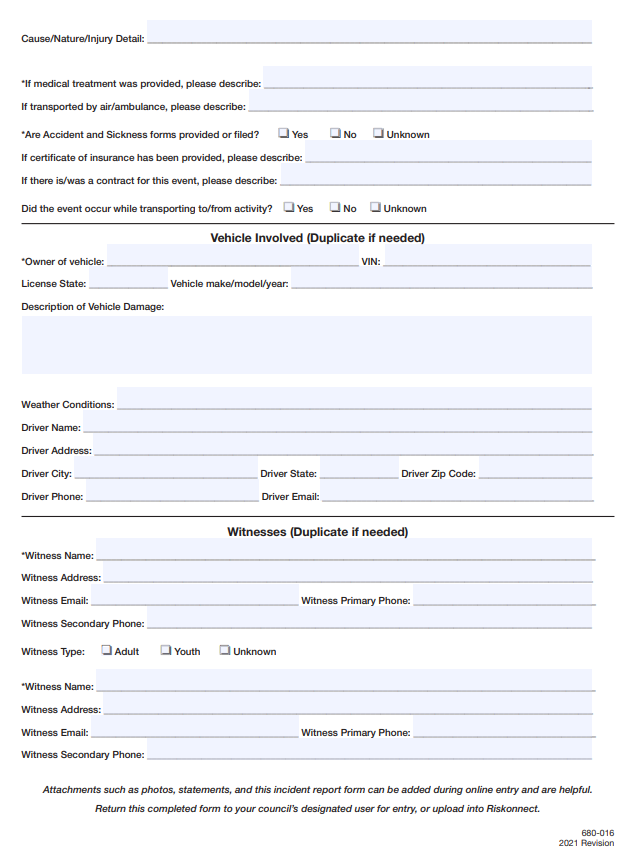 Cause/Nature/Injury Detail:
*If medical treatment was provided, please describe:
If transported by air/ambulance, please describe:
*Are Accident and Sickness forms provided or filed? Yes No Unknown
If certificate of insurance has been provided, please describe:
If there is/was a contract for this event, please describe:
Did the event occur while transporting to/from activity? Yes No Unknown
Vehicle Involved (Duplicate if needed)
*Owner of vehicle: VIN:
License State: Vehicle make/model/year:
Description of Vehicle Damage:
Weather Conditions:
Driver Name:
Driver Address:
Driver City: Driver State: Driver Zip Code:
Driver Phone: Driver Email:
Witnesses (Duplicate if needed)
*Witness Name:
Witness Address:
Witness Email: Witness Primary Phone:
Witness Secondary Phone:
Witness Type: Adult Youth Unknown
*Witness Name:
Witness Address:
Witness Email: Witness Primary Phone:
Witness Secondary Phone:
Attachments such as photos, statements, and this incident report form can be added during online entry and are helpful.
Return this completed form to your council's designated user for entry, or upload into Riskonnect.
680-016
2021 Revision